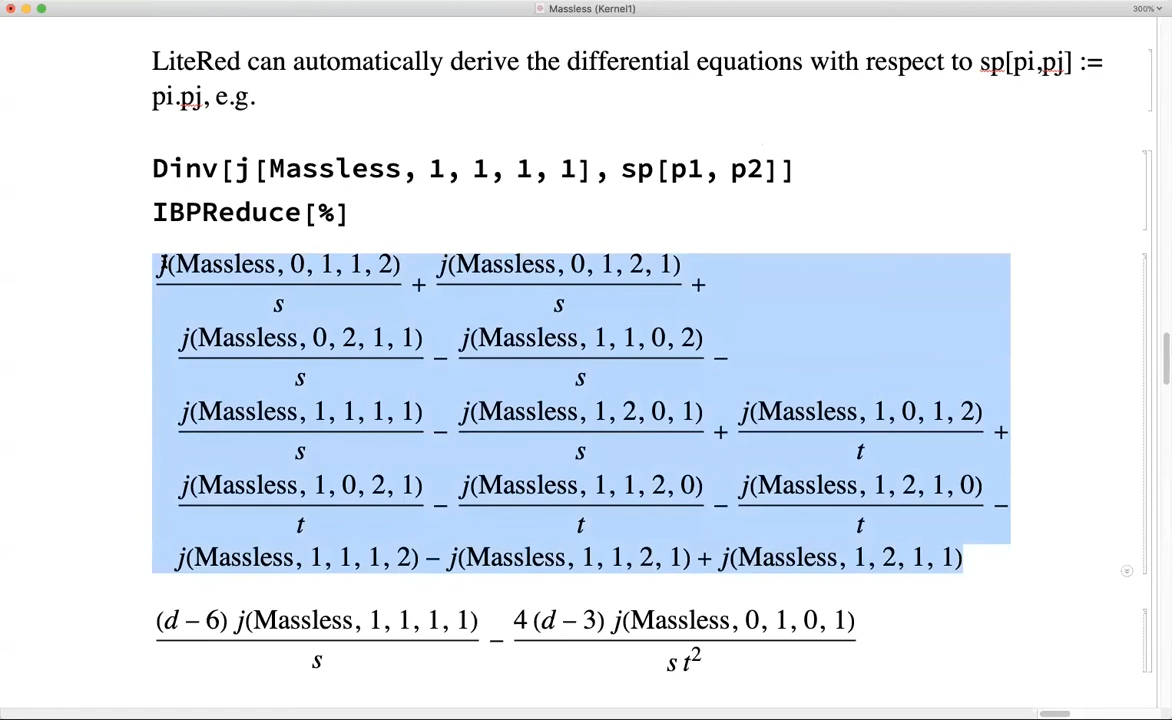 Massless (Kernel1)
300%
LiteRed can automatically derive the differential equations with respect to sp[pi,pj] :=
pi.pj, e.g.
Dinv[j[Massless, 1, 1, 1, 1], sp[p1, p2]]
IBPReduce[%]
j(Massless, 0, 1, 1, 2)/s + j(Massless, 0, 1, 2, 1)/s +
j(Massless, 0, 2, 1, 1)/s − j(Massless, 1, 1, 0, 2)/s −
j(Massless, 1, 1, 1, 1)/s − j(Massless, 1, 2, 0, 1)/s + j(Massless, 1, 0, 1, 2)/t +
j(Massless, 1, 0, 2, 1)/t − j(Massless, 1, 1, 2, 0)/t − j(Massless, 1, 2, 1, 0)/t −
j(Massless, 1, 1, 1, 2) − j(Massless, 1, 1, 2, 1) + j(Massless, 1, 2, 1, 1)
(d − 6) j(Massless, 1, 1, 1, 1)/s − 4 (d − 3) j(Massless, 0, 1, 0, 1)/s t²